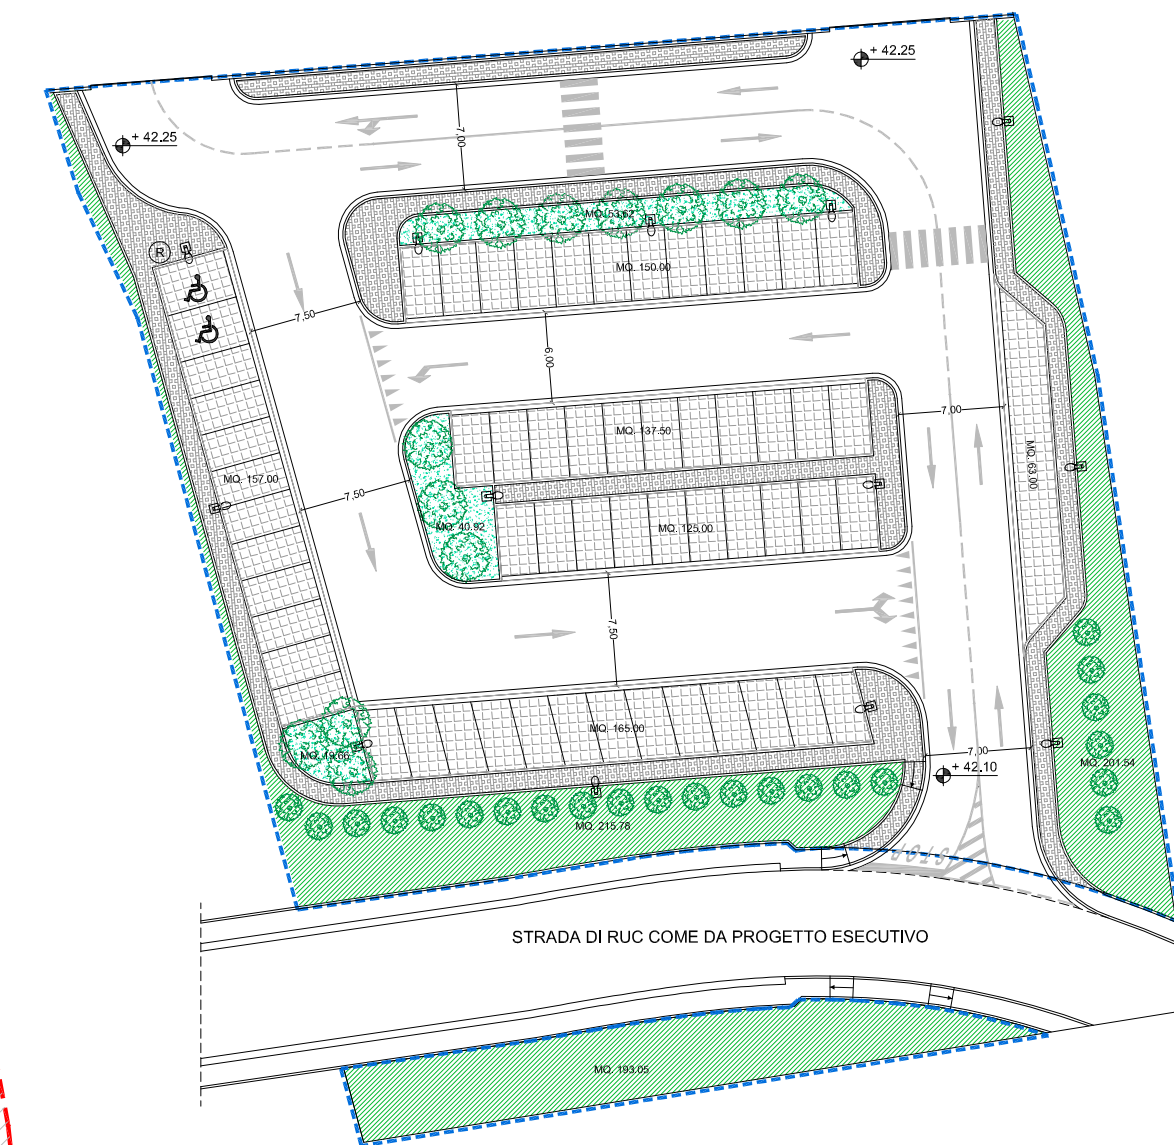 + 42.25
+ 42.25
7.00
MQ. 53.62
R
MQ. 150.00
7.50
6.00
7.00
MQ. 137.50
MQ. 63.00
MQ. 157.00
7.50
MQ. 40.92
MQ. 125.00
7.50
MQ. 165.00
MQ. 19.66
7.00
+ 42.10
MQ. 201.54
MQ. 215.78
STOP
STRADA DI RUC COME DA PROGETTO ESECUTIVO
MQ. 193.05